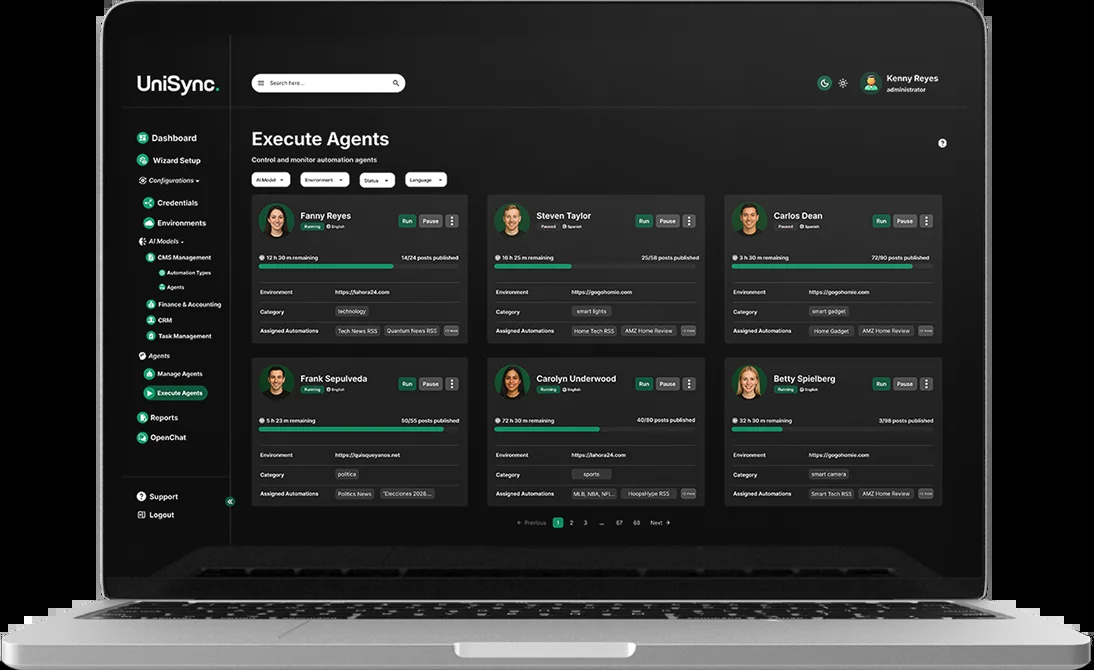 UniSync.
Search here...
Kenny Reyes
administrator
Dashboard
Wizard Setup
Configurations
Credentials
Environments
AI Models
CMS Management
Automation Types
Agents
Finance & Accounting
CRM
Task Management
Agents
Manage Agents
Execute Agents
Reports
OpenChat
Support
Logout
Execute Agents
Control and monitor automation agents
AI Model
Environment
Status
Language
Fanny Reyes
Running English
Run Pause
12 h 30 m remaining 14/24 posts published
Environment https://lahora24.com
Category technology
Assigned Automations Tech News RSS Quantum News RSS
Steven Taylor
Paused Spanish
Run Pause
16 h 25 m remaining 25/58 posts published
Environment https://gogohomie.com
Category smart lights
Assigned Automations Home Tech RSS AMZ Home Review
Carlos Dean
Paused Spanish
Run Pause
3 h 30 m remaining 72/90 posts published
Environment https://gogohomie.com
Category smart gadget
Assigned Automations Home Gadget AMZ Home Review
Frank Sepulveda
Running English
Run Pause
5 h 23 m remaining 50/55 posts published
Environment https://quisqueyanos.net
Category politica
Assigned Automations Politics News "Elecciones 2028...
Carolyn Underwood
Running English
Run Pause
72 h 30 m remaining 40/80 posts published
Environment https://lahora24.com
Category sports
Assigned Automations MLB, NBA, NFL... HoopsHype RSS
Betty Spielberg
Running English
Run Pause
32 h 30 m remaining 3/98 posts published
Environment https://gogohomie.com
Category smart camera
Assigned Automations Smart Tech RSS AMZ Home Review
← Previous 1 2 3 ... 67 68 Next →